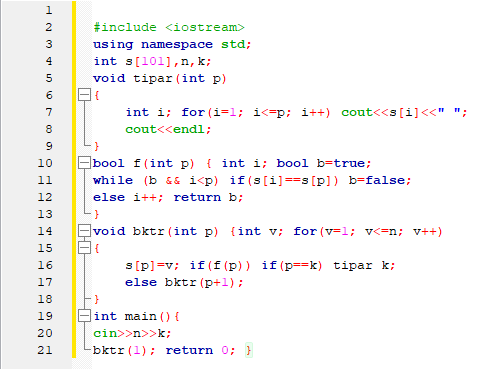 1
2 #include <iostream>
3 using namespace std;
4 int s[101],n,k;
5 void tipar(int p)
6 {
7 int i; for(i=1; i<=p; i++) cout<<s[i]<<" ";
8 cout<<endl;
9 }
10 bool f(int p) { int i; bool b=true;
11 while (b && i<p) if(s[i]==s[p]) b=false;
12 else i++; return b;
13 }
14 void bktr(int p) {int v; for(v=1; v<=n; v++)
15 {
16 s[p]=v; if(f(p)) if(p==k) tipar k;
17 else bktr(p+1);
18 }
19 int main(){
20 cin>>n>>k;
21 bktr(1); return 0; }